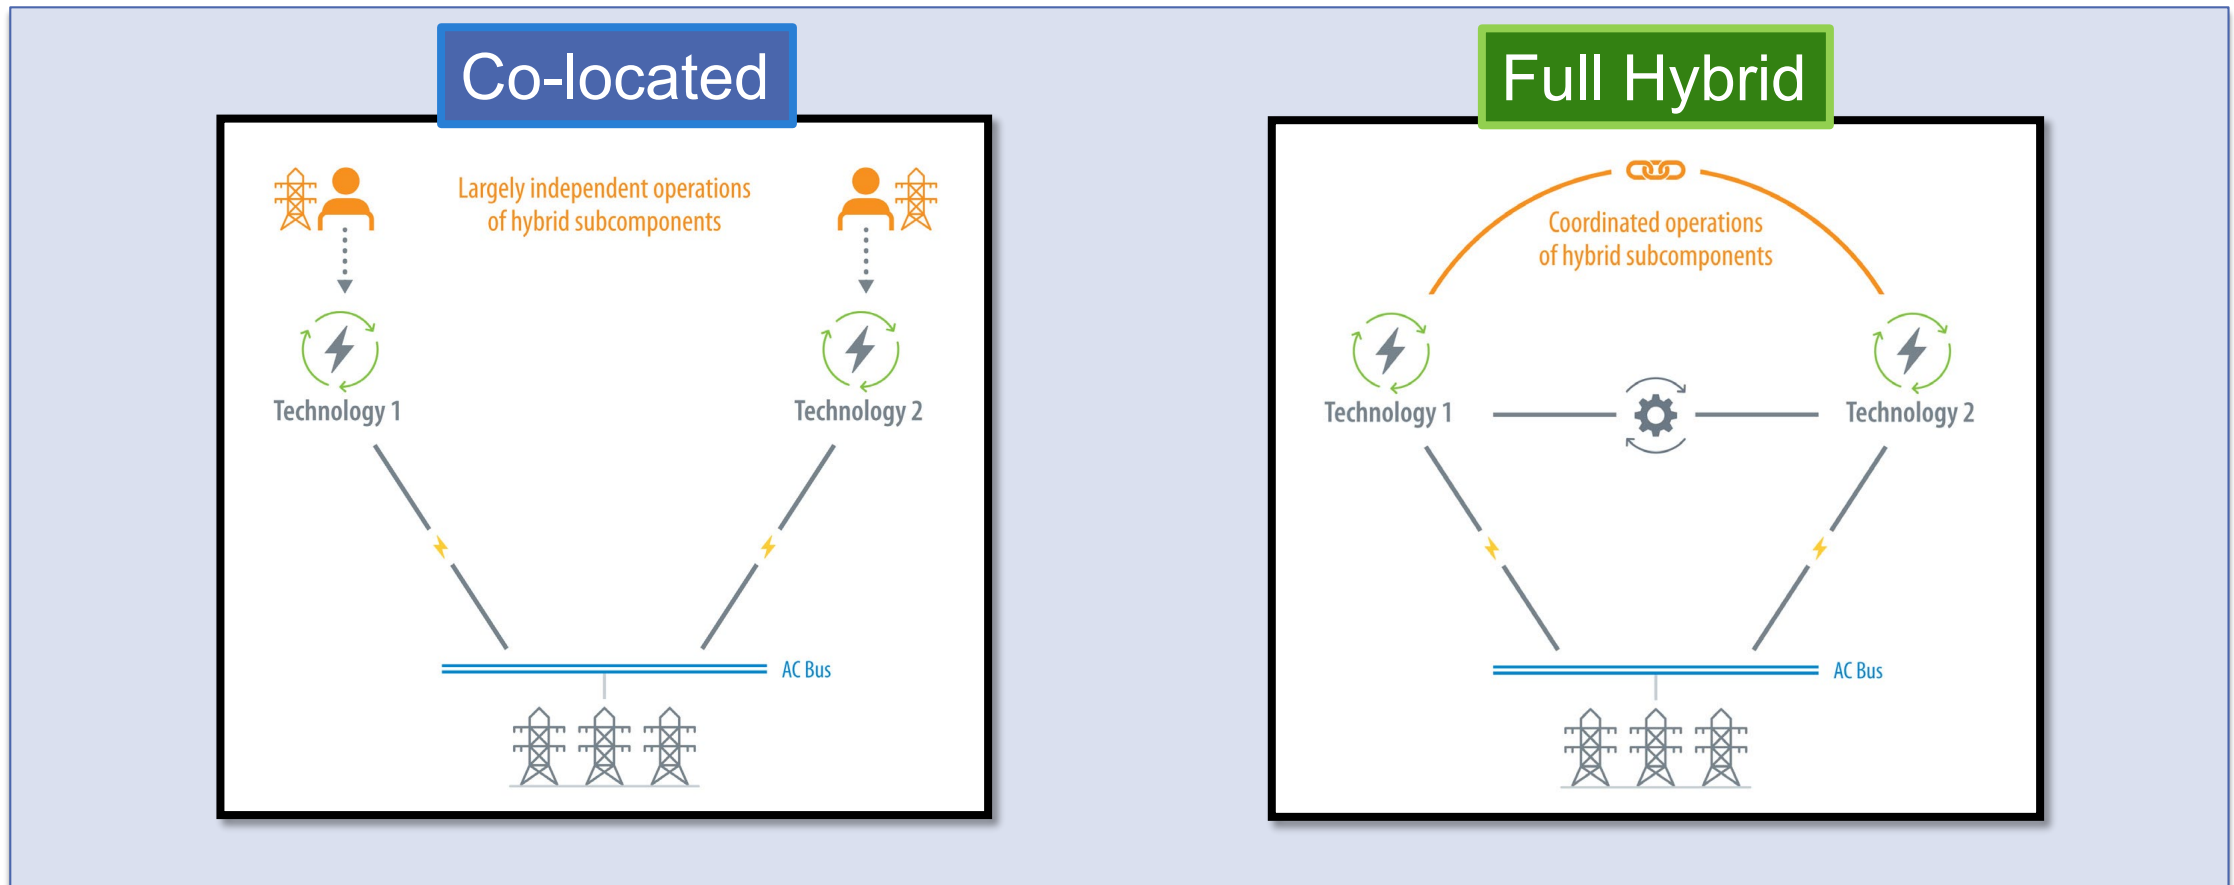 Co-located
Largely independent operations
of hybrid subcomponents
Technology 1
Technology 2
AC Bus
Full Hybrid
Coordinated operations
of hybrid subcomponents
Technology 1
Technology 2
AC Bus